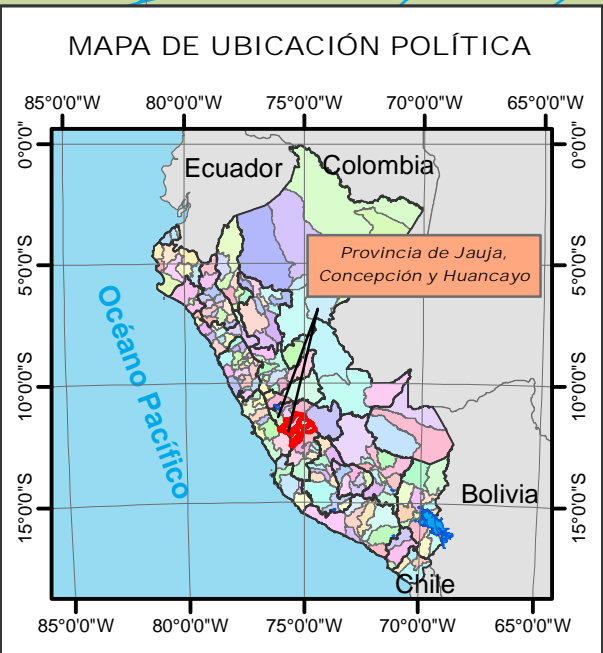 MAPA DE UBICACIÓN POLÍTICA
85°0'0"W 80°0'0"W 75°0'0"W 70°0'0"W 65°0'0"W
0°0'0" 0°0'0"
Ecuador Colombia
Provincia de Jauja,
Concepción y Huancayo
5°0'0"S 5°0'0"S
Océano Pacífico
10°0'0"S 10°0'0"S
Bolivia
15°0'0"S 15°0'0"S
Chile
85°0'0"W 80°0'0"W 75°0'0"W 70°0'0"W 65°0'0"W